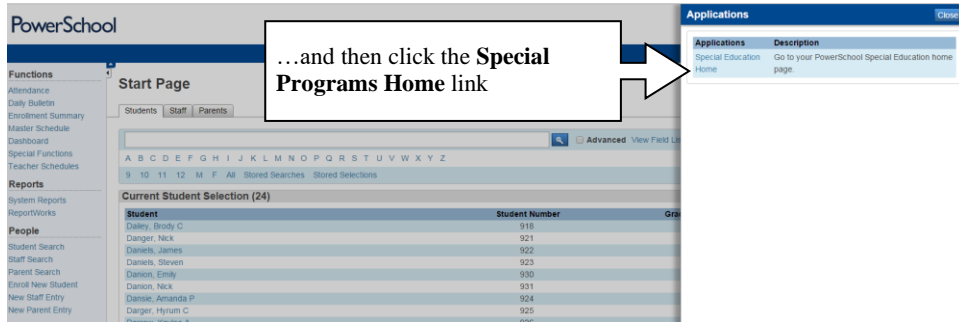 PowerSchool
Applications
Close
Applications Description
Special Education Home
Go to your PowerSchool Special Education home page.
…and then click the Special
Programs Home link
Functions
Attendance
Daily Bulletin
Enrollment Summary
Master Schedule
Dashboard
Special Functions
Teacher Schedules
Reports
System Reports
ReportWorks
People
Student Search
Staff Search
Parent Search
Enroll New Student
New Staff Entry
New Parent Entry
Start Page
Students Staff Parents
Advanced View Field
A B C D E F G H I J K L M N O P Q R S T U V W X Y Z
9 10 11 12 M F All Stored Searches Stored Selections
Current Student Selection (24)
Student Student Number
Dailey, Brody C 918
Danger, Nick 921
Daniels, James 922
Daniels, Steven 923
Danion, Emily 930
Danion, Nick 931
Dansie, Amanda P 924
Darger, Hyrum C 925